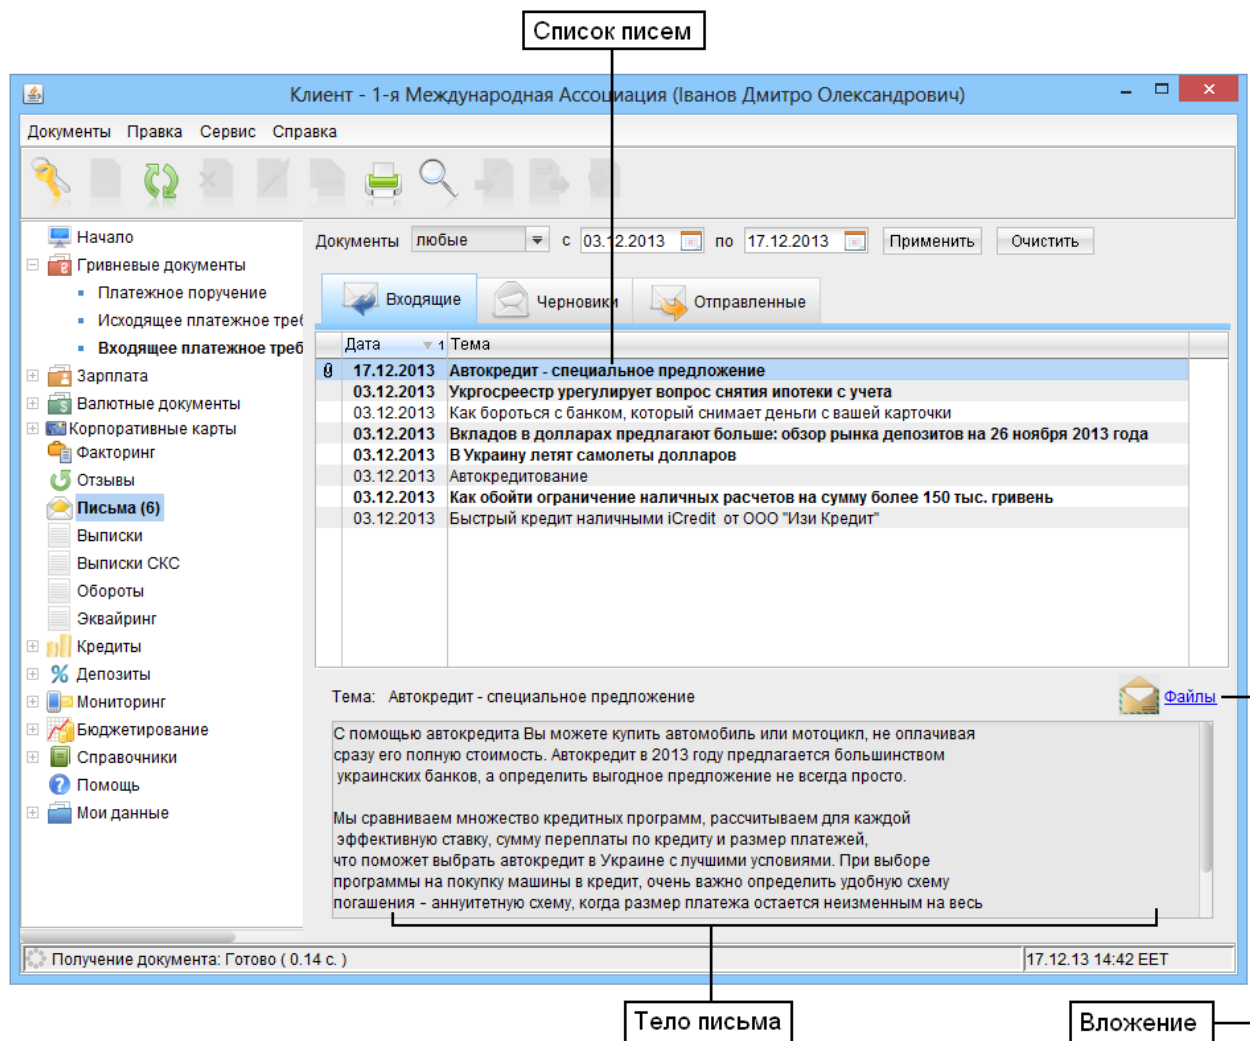 Список писем
Клиент - 1-я Международная Ассоциация (Іванов Дмитро Олександрович)
Документы Правка Сервис Справка
Начало
Гривневые документы
Платежное поручение
Исходящее платежное треб
Входящее платежное треб
Зарплата
Валютные документы
Корпоративные карты
Факторинг
Отзывы
Письма (6)
Выписки
Выписки СКС
Обороты
Эквайринг
Кредиты
Депозиты
Мониторинг
Бюджетирование
Справочники
Помощь
Мои данные
Документы любые с 03.12.2013 по 17.12.2013 Применить Очистить
Входящие Черновики Отправленные
Дата 1 Тема
17.12.2013 Автокредит - специальное предложение
03.12.2013 Укргосреестр урегулирует вопрос снятия ипотеки с учета
03.12.2013 Как бороться с банком, который снимает деньги с вашей карточки
03.12.2013 Вкладов в долларах предлагают больше: обзор рынка депозитов на 26 ноября 2013 года
03.12.2013 В Украину летят самолеты долларов
03.12.2013 Автокредитование
03.12.2013 Как обойти ограничение наличных расчетов на сумму более 150 тыс. гривень
03.12.2013 Быстрый кредит наличными iCredit от ООО "Изи Кредит"
Тема: Автокредит - специальное предложение Файлы
С помощью автокредита Вы можете купить автомобиль или мотоцикл, не оплачивая
сразу его полную стоимость. Автокредит в 2013 году предлагается большинством
украинских банков, а определить выгодное предложение не всегда просто.
Мы сравниваем множество кредитных программ, рассчитываем для каждой
эффективную ставку, сумму переплаты по кредиту и размер платежей,
что поможет выбрать автокредит в Украине с лучшими условиями. При выборе
программы на покупку машины в кредит, очень важно определить удобную схему
погашения - аннуитетную схему, когда размер платежа остается неизменным на весь
Получение документа: Готово ( 0.14 с. ) 17.12.13 14:42 EET
Тело письма Вложение